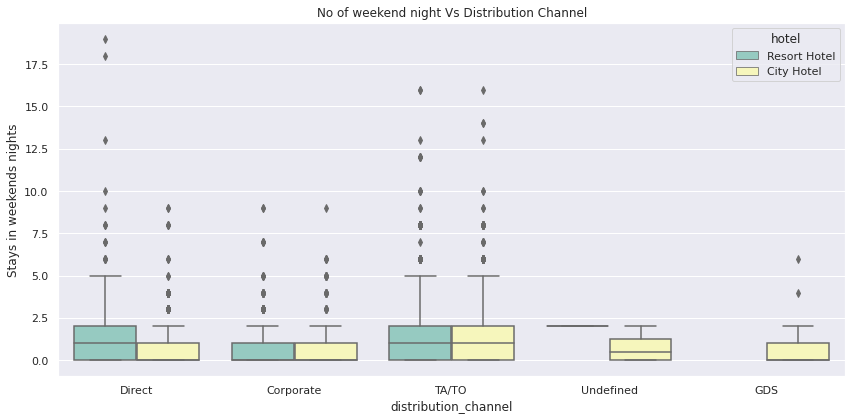 No of weekend night Vs Distribution Channel
hotel
Resort Hotel
City Hotel
Stays in weekends nights
17.5
15.0
12.5
10.0
7.5
5.0
2.5
0.0
Direct
Corporate
TA/TO
Undefined
GDS
distribution_channel